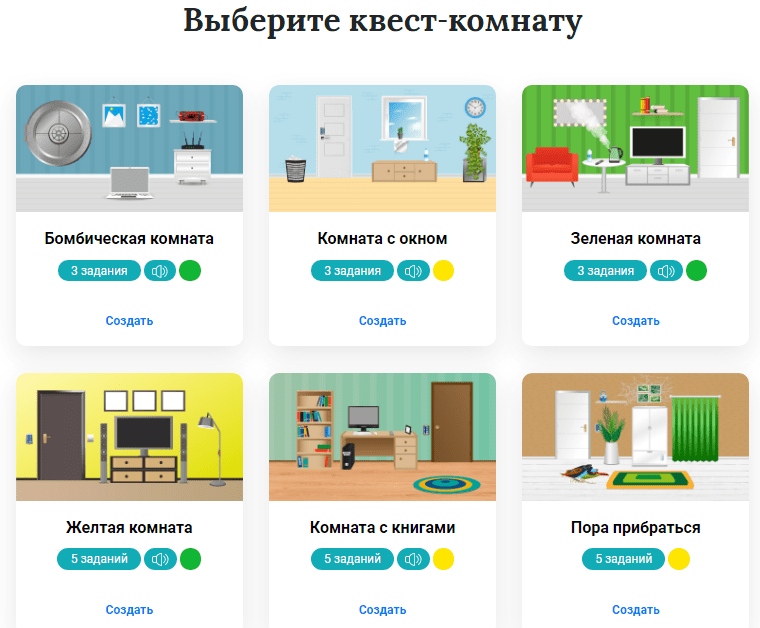 Выберите квест-комнату
Бомбическая комната
3 задания
Создать
Комната с окном
3 задания
Создать
Зеленая комната
3 задания
Создать
Желтая комната
5 заданий
Создать
Комната с книгами
5 заданий
Создать
Пора прибраться
5 заданий
Создать